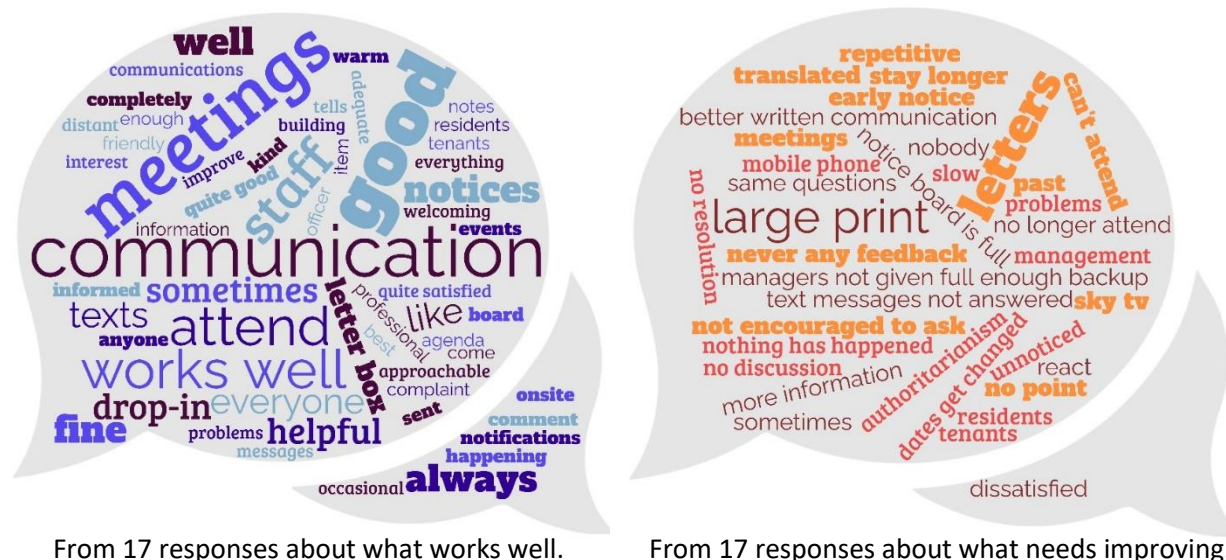 well
communications
meetings
warm
completely
enough
distant
friendly
interest
improve
kind
building
tells
adequate
item
good
notes
residents
tenants
everything
quite good
staff
officer
notices
welcoming
events
information
communication
informed
sometimes
letter box
professional
quite satisfied
texts
attend
like
board
anyone
best
agenda
come
works well
approachable
complaint
drop-in
everyone
sent
fine
problems
helpful
messages
onsite
comment
notifications
happening
occasional
always
From 17 responses about what works well.
repetitive
translated
stay longer
early notice
letters
can't attend
better written communication
meetings
notice board is full
nobody
mobile phone
slow
same questions
past
problems
no resolution
large print
no longer attend
never any feedback
management
managers not given full enough backup
text messages not answered
sky tv
not encouraged to ask
nothing has happened
authoritarianism
dates get changed
unnoticed
no discussion
react
more information
no point
sometimes
residents
tenants
dissatisfied
From 17 responses about what needs improving